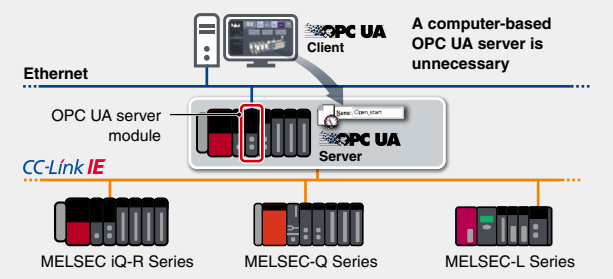 OPC UA
Client
A computer-based
OPC UA server is
unnecessary
Ethernet
OPC UA server
module
Name: Open_start
OPC UA
Server
CC-Link IE
MELSEC iQ-R Series
MELSEC-Q Series
MELSEC-L Series